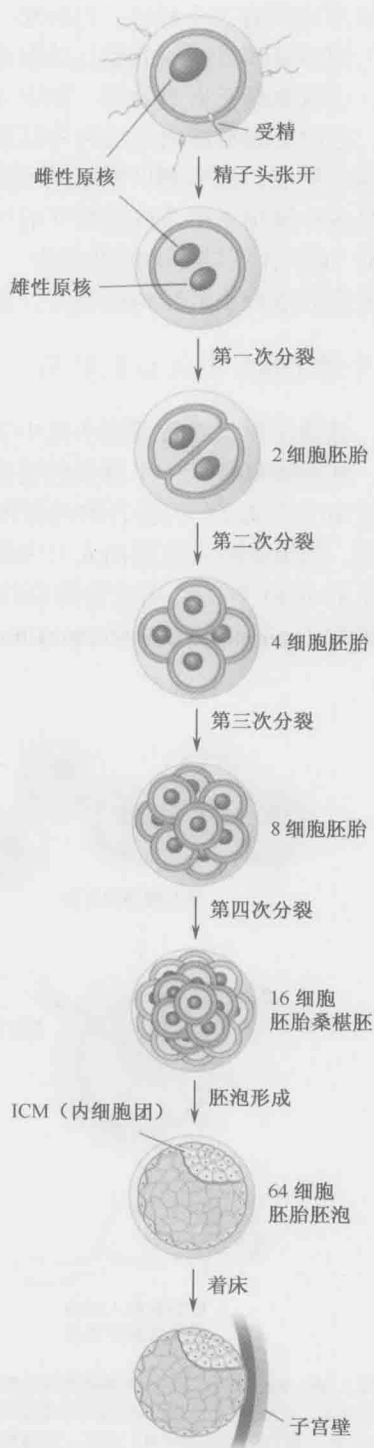 受精
雌性原核
精子头张开
雄性原核
第一次分裂
2 细胞胚胎
第二次分裂
4 细胞胚胎
第三次分裂
8 细胞胚胎
第四次分裂
16 细胞
胚胎桑椹胚
胚泡形成
ICM（内细胞团）
64 细胞
胚胎胚泡
着床
子宫壁